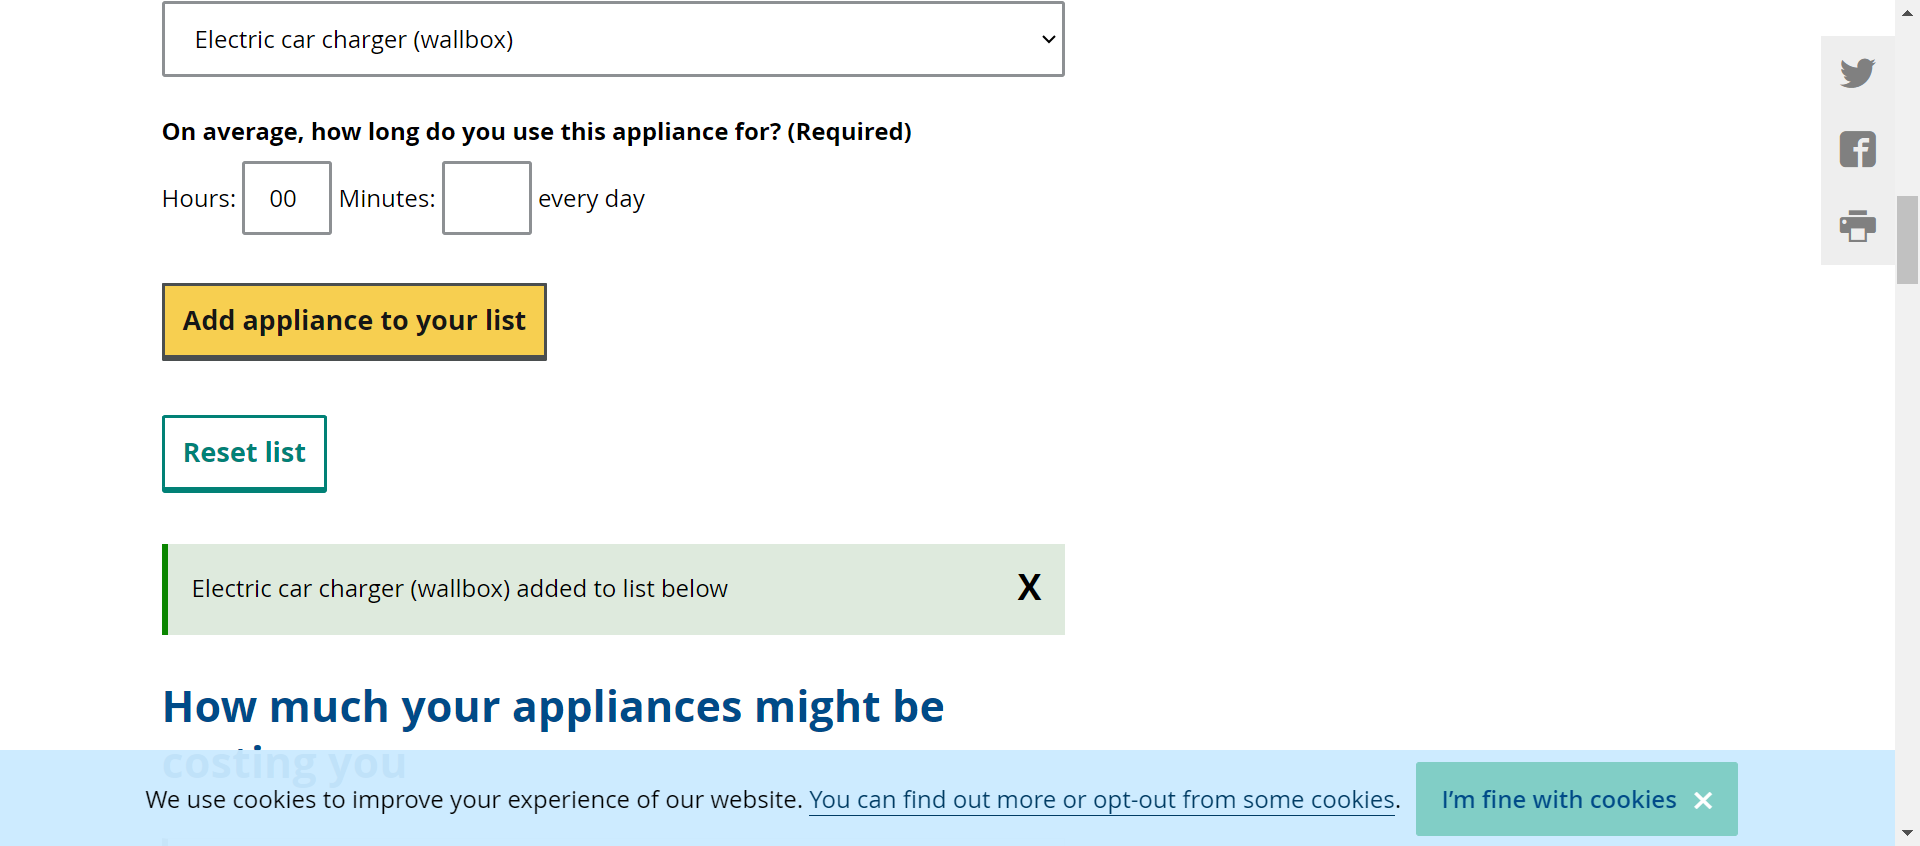 Electric car charger (wallbox)
On average, how long do you use this appliance for? (Required)
Hours: 00 Minutes: every day
Add appliance to your list
Reset list
Electric car charger (wallbox) added to list below X
How much your appliances might be
costing you
We use cookies to improve your experience of our website. You can find out more or opt-out from some cookies. I'm fine with cookies ×